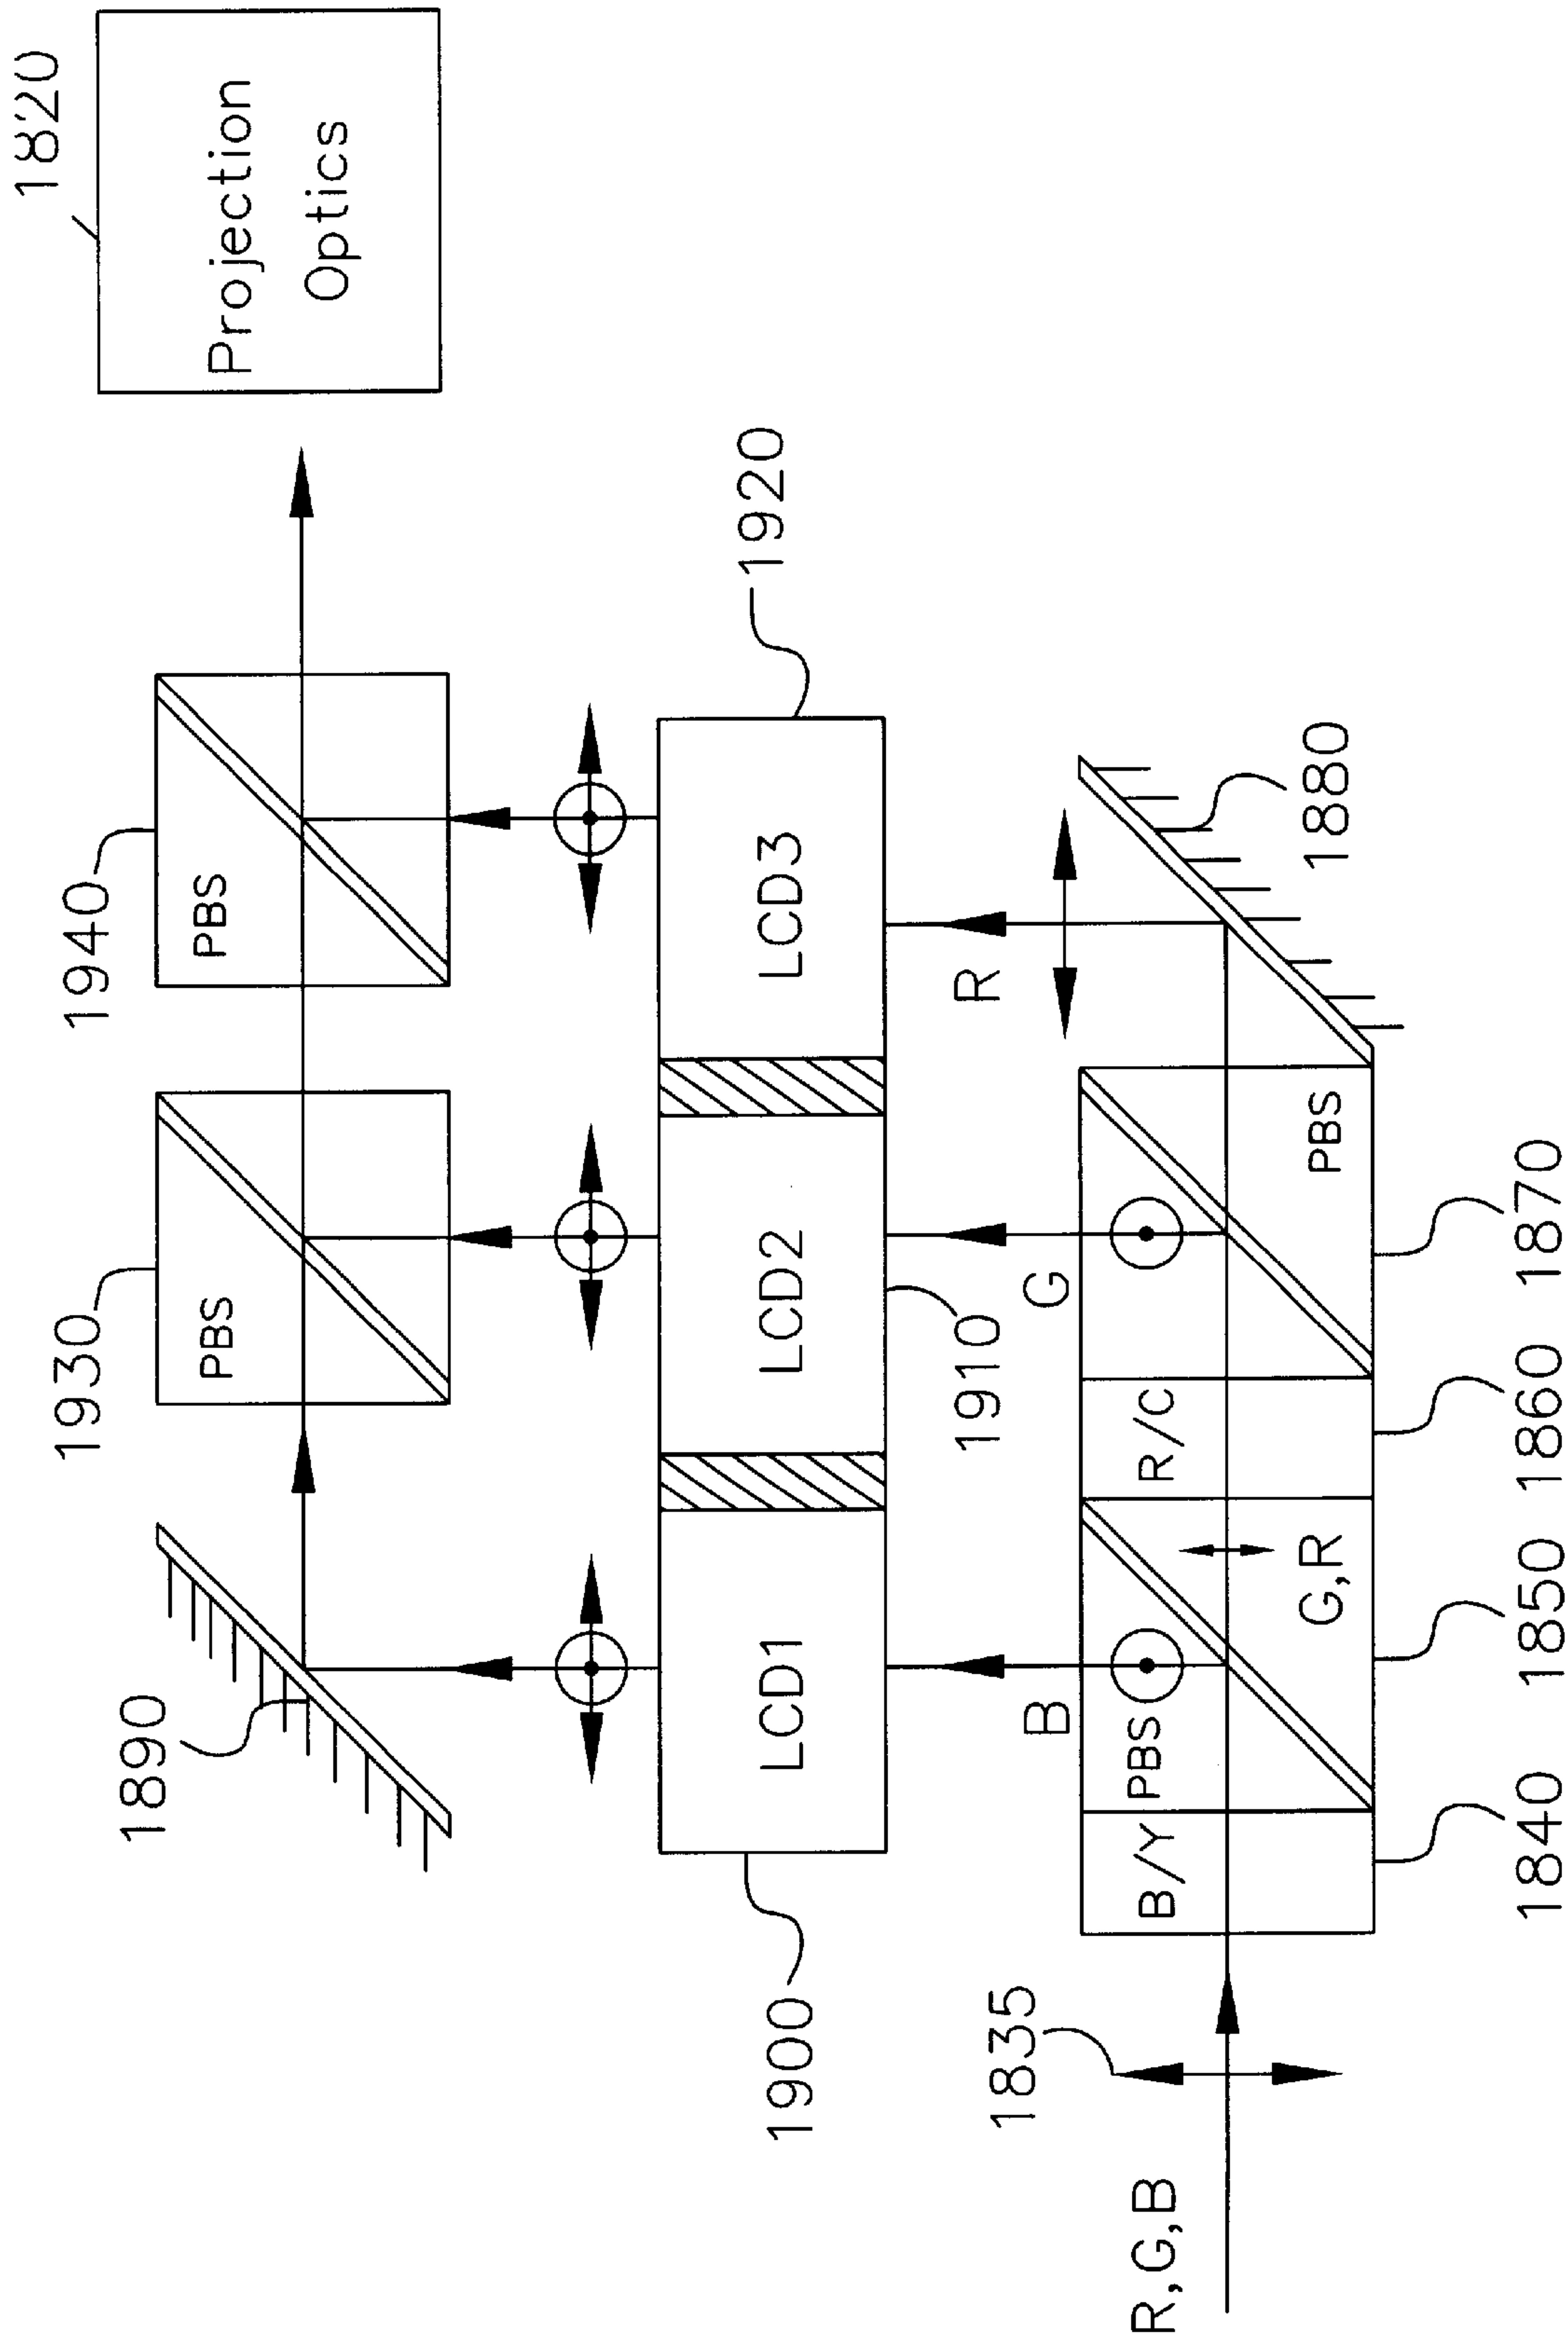 1820
Projection
Optics
1940
PBS
1930
PBS
1890
1920
LCD3
LCD2
LCD1
1910
1900
R
G
B
1880
PBS
R/C
G,R
PBS
B/Y
1870
1860
1850
1840
1835
R,G,B